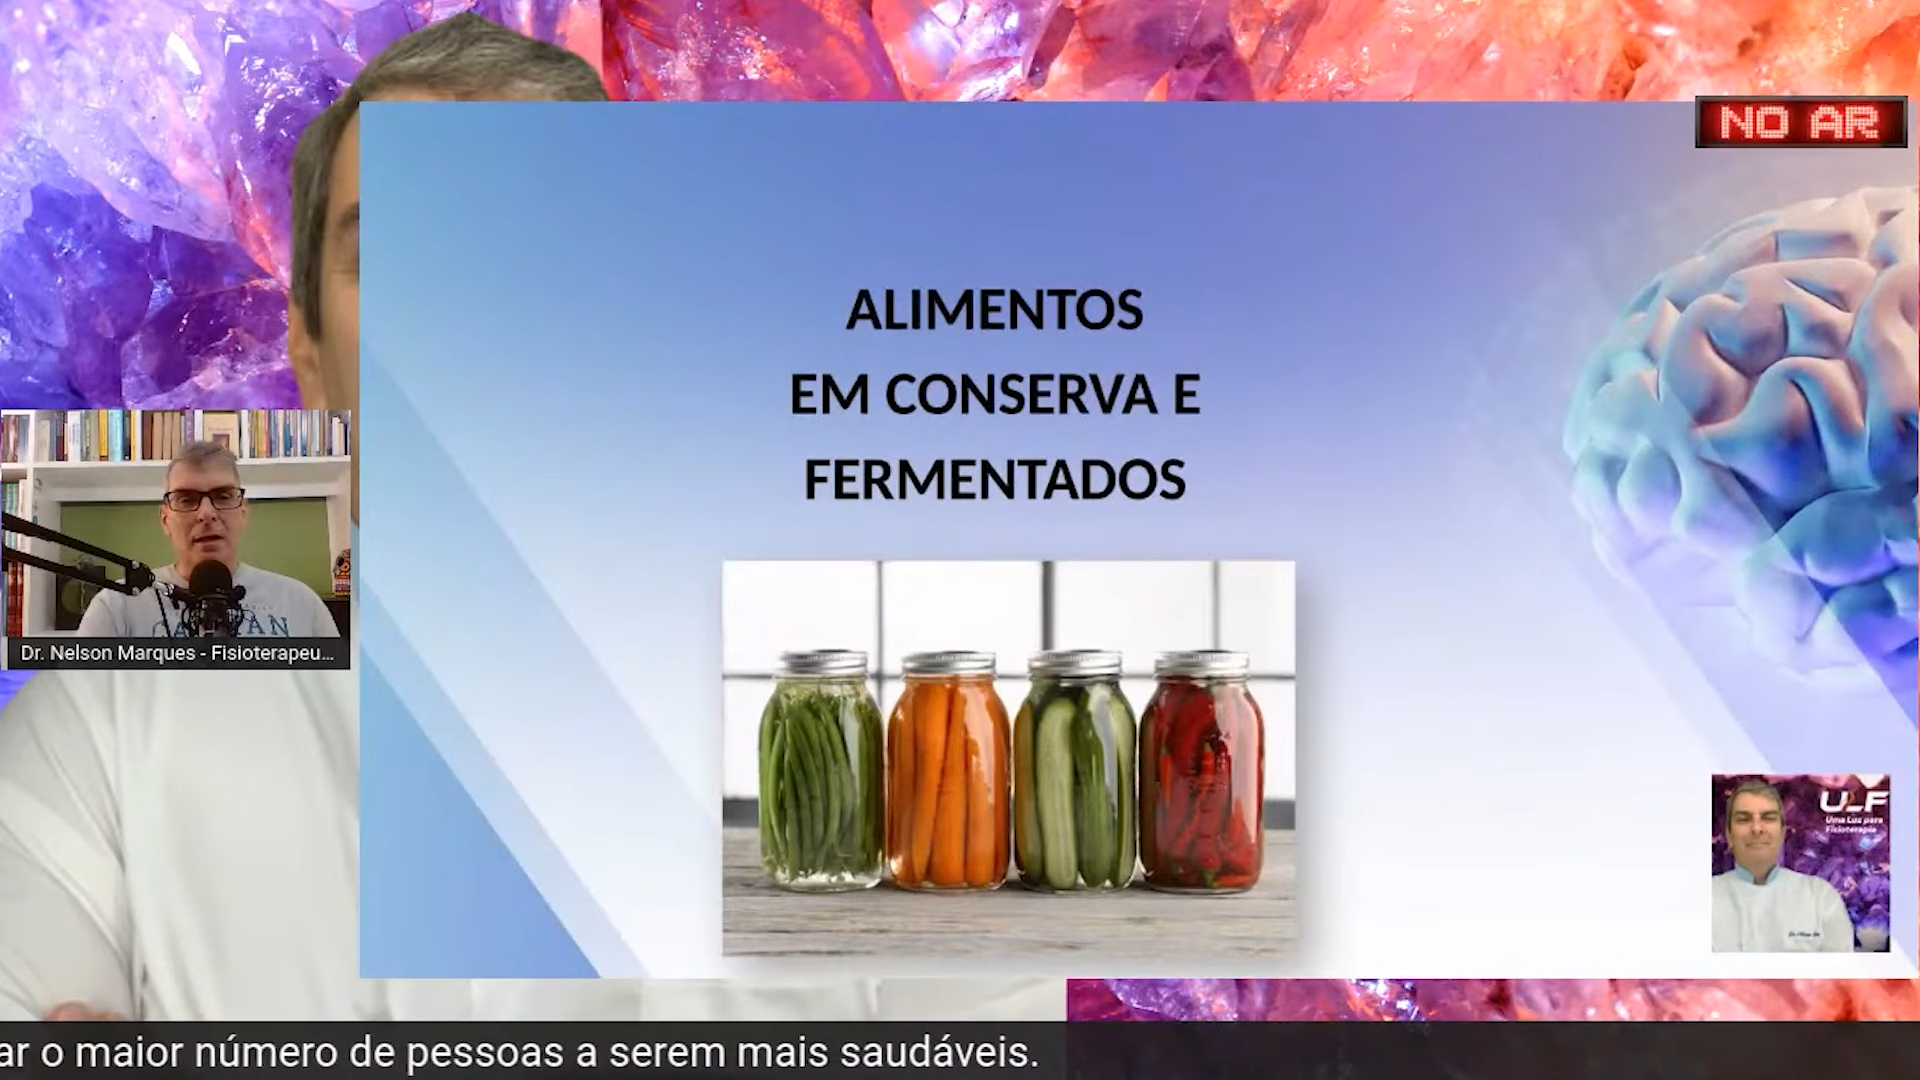 NO AR
ALIMENTOS
EM CONSERVA E
FERMENTADOS
Dr. Nelson Marques - Fisioterapeu...
Uma Luz para
Fisioterapia
ar o maior número de pessoas a serem mais saudáveis.